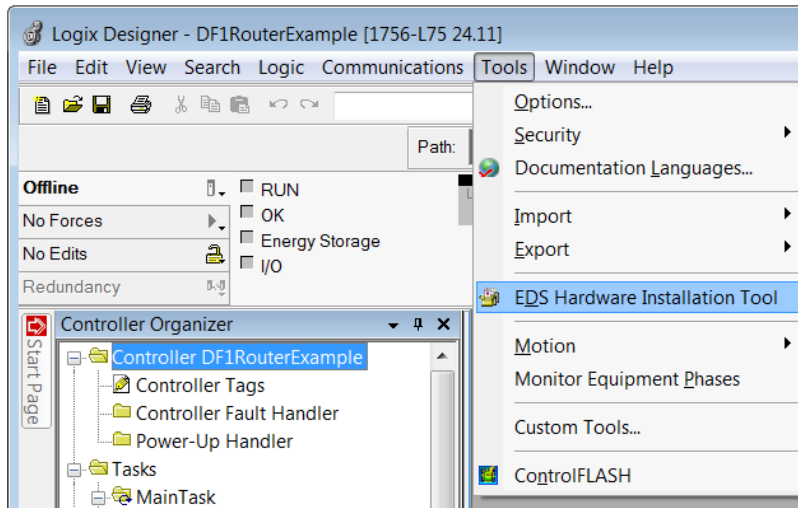 Logix Designer - DF1RouterExample [1756-L75 24.11]
File Edit View Search Logic Communications Tools Window Help
Path:
Offline
RUN
No Forces
OK
No Edits
Energy Storage
Redundancy
I/O
Start Page
Controller Organizer
Controller DF1RouterExample
Controller Tags
Controller Fault Handler
Power-Up Handler
Tasks
MainTask
Options...
Security
Documentation Languages...
Import
Export
EDS Hardware Installation Tool
Motion
Monitor Equipment Phases
Custom Tools...
ControlFLASH